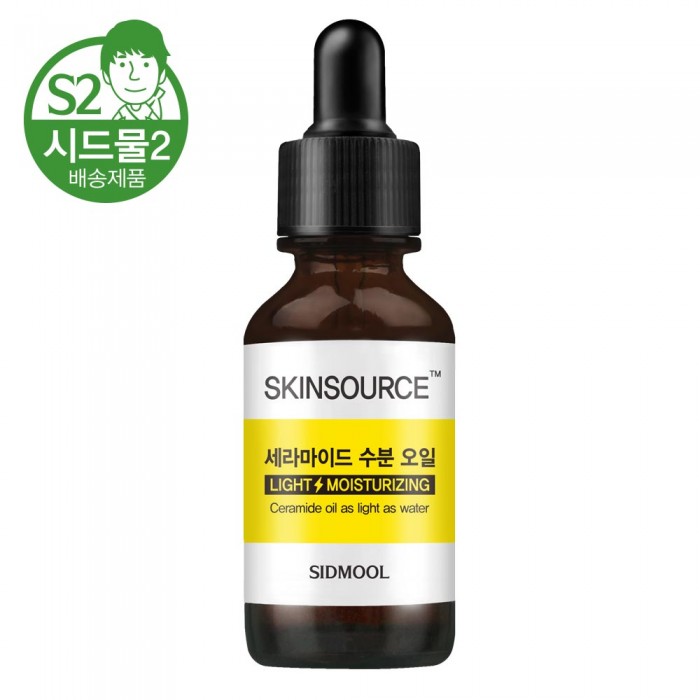 S2
시드물2
배송제품
SKINSOURCE™
세라마이드 수분 오일
LIGHT⚡MOISTURIZING
Ceramide oil as light as water
SIDMOOL